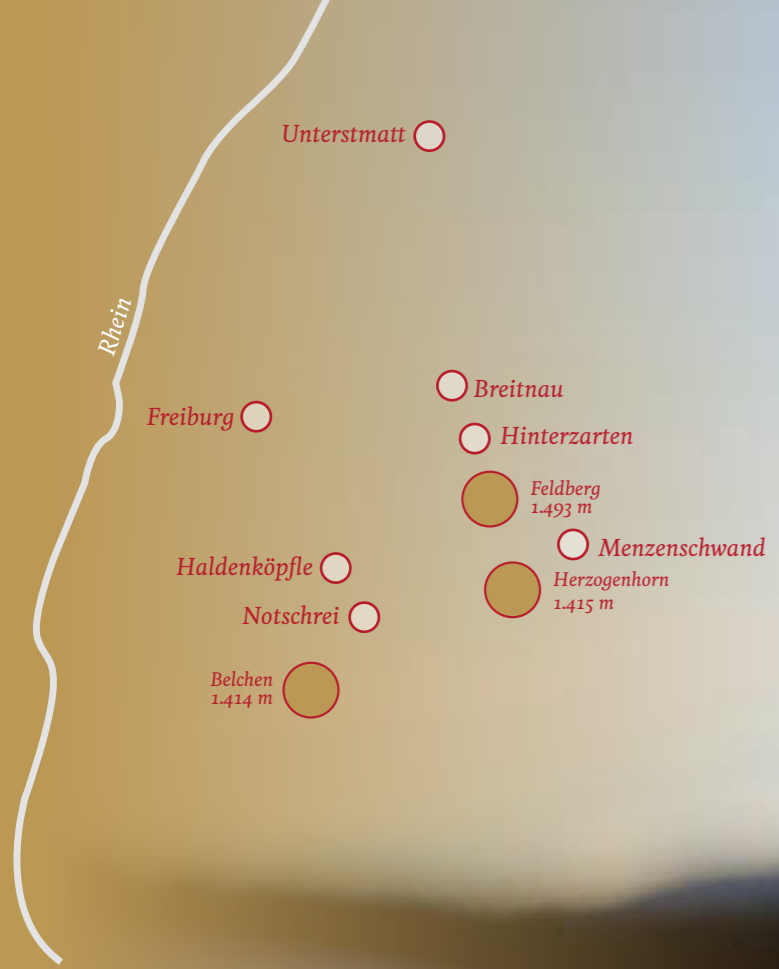 Unterstmatt
Rhein
Breitnau
Freiburg
Hinterzarten
Feldberg
1.493 m
Menzenschwand
Haldenköpfle
Herzogenhorn
1.415 m
Notschrei
Belchen
1.414 m